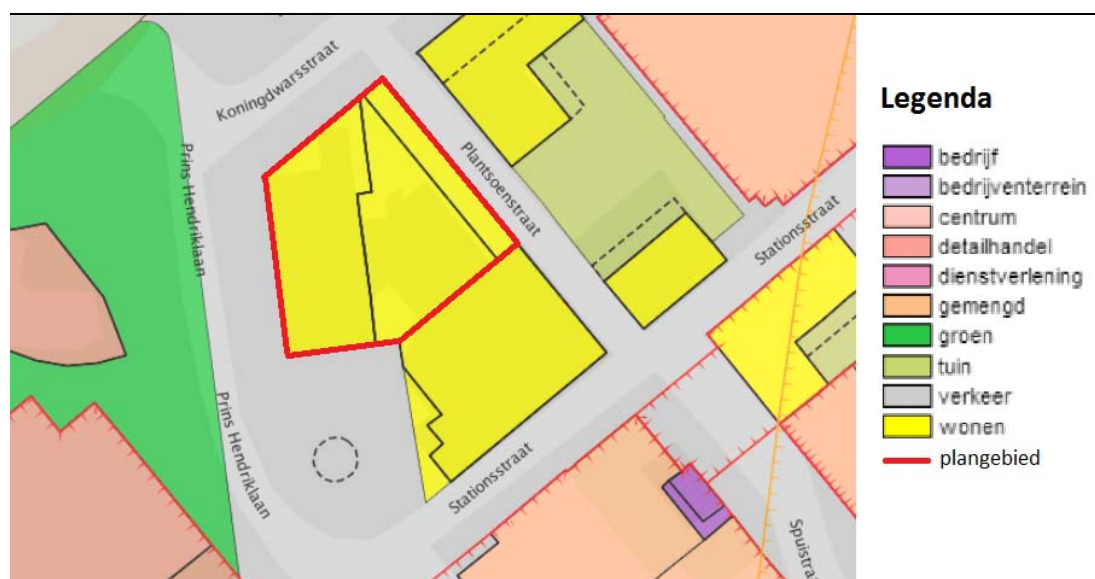 Koningdwarsstraat
Prins Hendriklaan
Plantsoenstraat
Stationsstraat
Prins Hendriklaan
Stationsstraat
Legenda
bedrijf
bedrijventerrein
centrum
detailhandel
dienstverlening
gemengd
groen
tuin
verkeer
wonen
plangebied